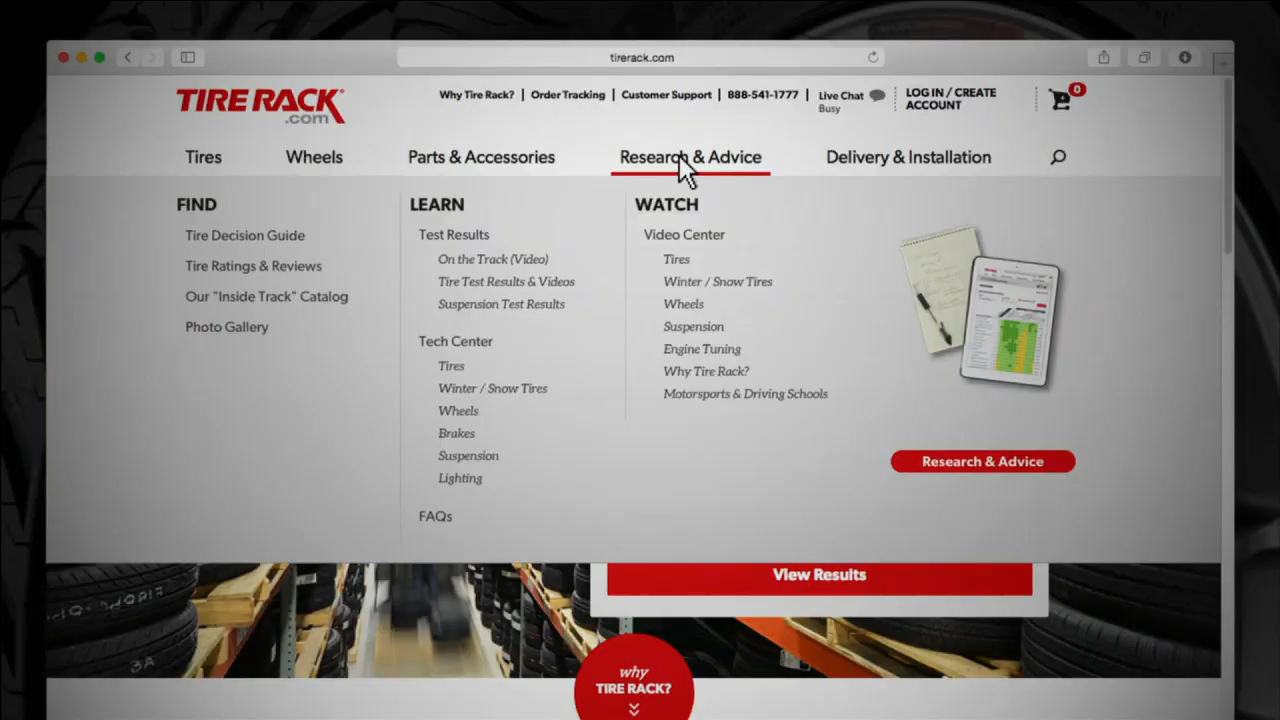 tirerack.com
TIRE RACK
.com
Why Tire Rack? | Order Tracking | Customer Support | 888-541-1777 | Live Chat
Busy
LOG IN / CREATE
ACCOUNT
0
Tires
Wheels
Parts & Accessories
Research & Advice
Delivery & Installation
FIND
Tire Decision Guide
Tire Ratings & Reviews
Our "Inside Track" Catalog
Photo Gallery
LEARN
Test Results
On the Track (Video)
Tire Test Results & Videos
Suspension Test Results
Tech Center
Tires
Winter / Snow Tires
Wheels
Brakes
Suspension
Lighting
FAQs
WATCH
Video Center
Tires
Winter / Snow Tires
Wheels
Suspension
Engine Tuning
Why Tire Rack?
Motorsports & Driving Schools
Research & Advice
View Results
3A
why
TIRE RACK?